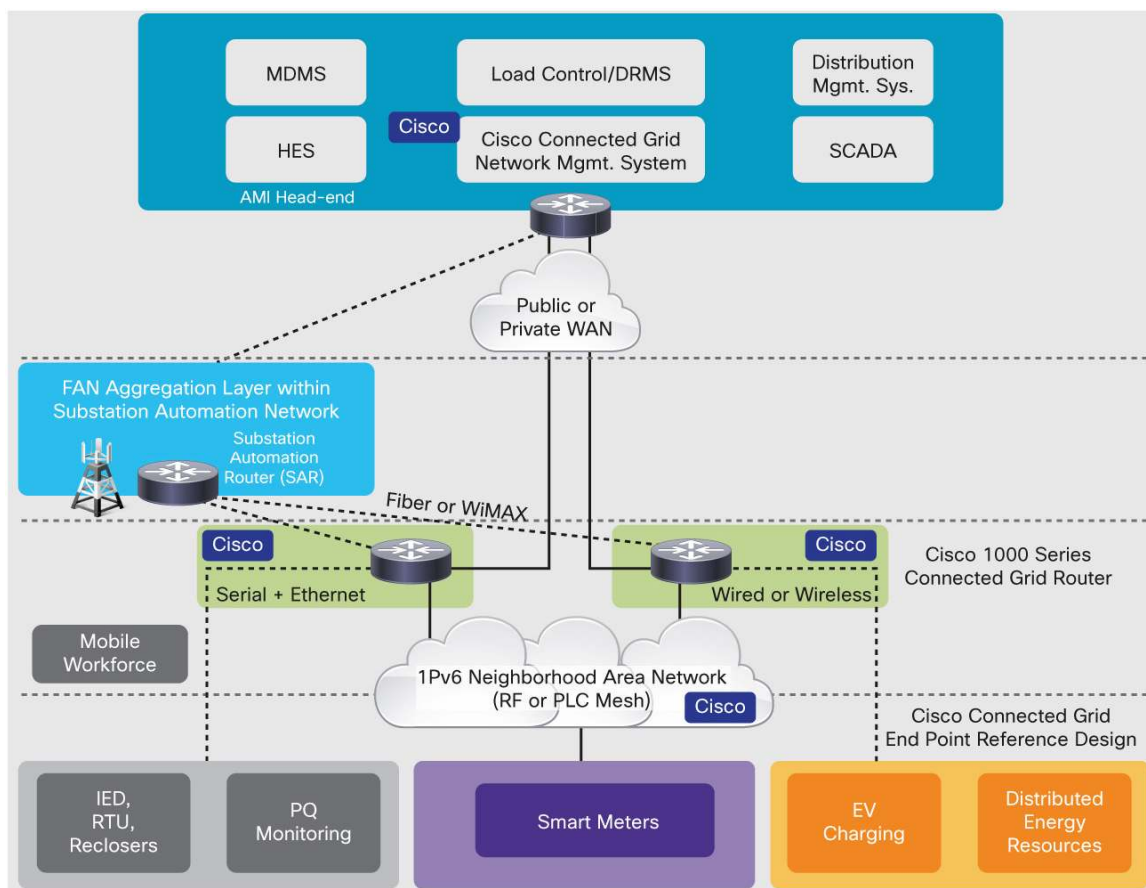 MDMS
Load Control/DRMS
Distribution
Mgmt. Sys.
HES
Cisco
Cisco Connected Grid
Network Mgmt. System
SCADA
AMI Head-end
Public or
Private WAN
FAN Aggregation Layer within
Substation Automation Network
Substation
Automation
Router (SAR)
Fiber or WiMAX
Cisco
Serial + Ethernet
Cisco
Wired or Wireless
Cisco 1000 Series
Connected Grid Router
Mobile
Workforce
1Pv6 Neighborhood Area Network
(RF or PLC Mesh)
Cisco
Cisco Connected Grid
End Point Reference Design
IED,
RTU,
Reclosers
PQ
Monitoring
Smart Meters
EV
Charging
Distributed
Energy
Resources